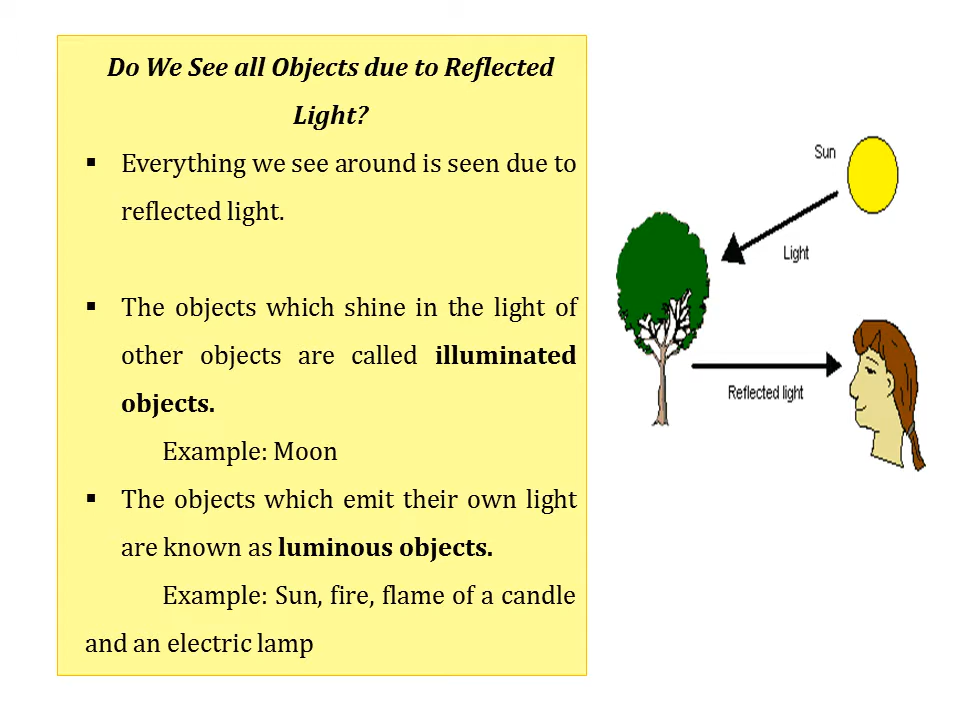 Do We See all Objects due to Reflected
Light?
▪ Everything we see around is seen due to
reflected light.
▪ The objects which shine in the light of
other objects are called illuminated
objects.
Example: Moon
▪ The objects which emit their own light
are known as luminous objects.
Example: Sun, fire, flame of a candle
and an electric lamp
Sun
Light
Reflected light